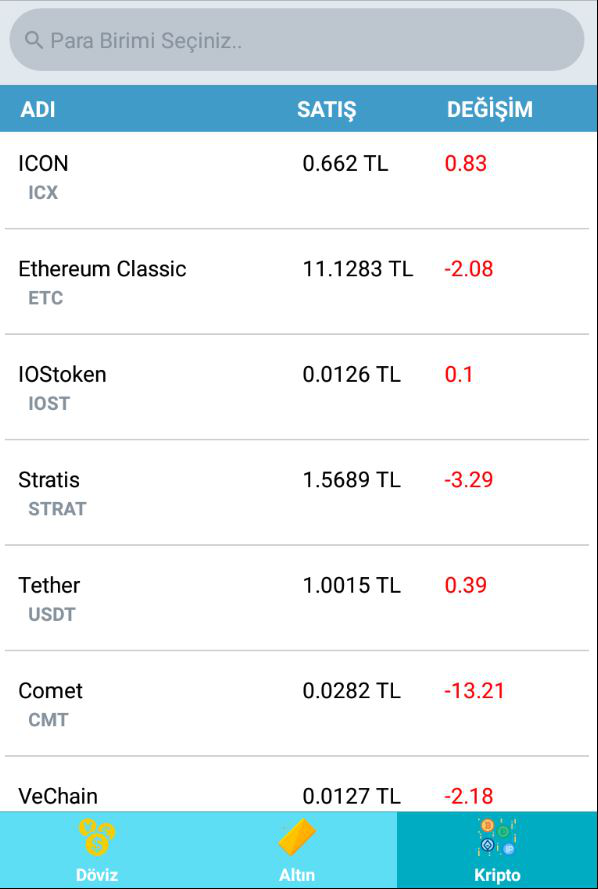 Para Birimi Seçiniz..
ADI SATIŞ DEĞİŞİM
ICON 0.662 TL 0.83
ICX
Ethereum Classic 11.1283 TL -2.08
ETC
IOStoken 0.0126 TL 0.1
IOST
Stratis 1.5689 TL -3.29
STRAT
Tether 1.0015 TL 0.39
USDT
Comet 0.0282 TL -13.21
CMT
VeChain 0.0127 TL -2.18
Döviz Altın Kripto